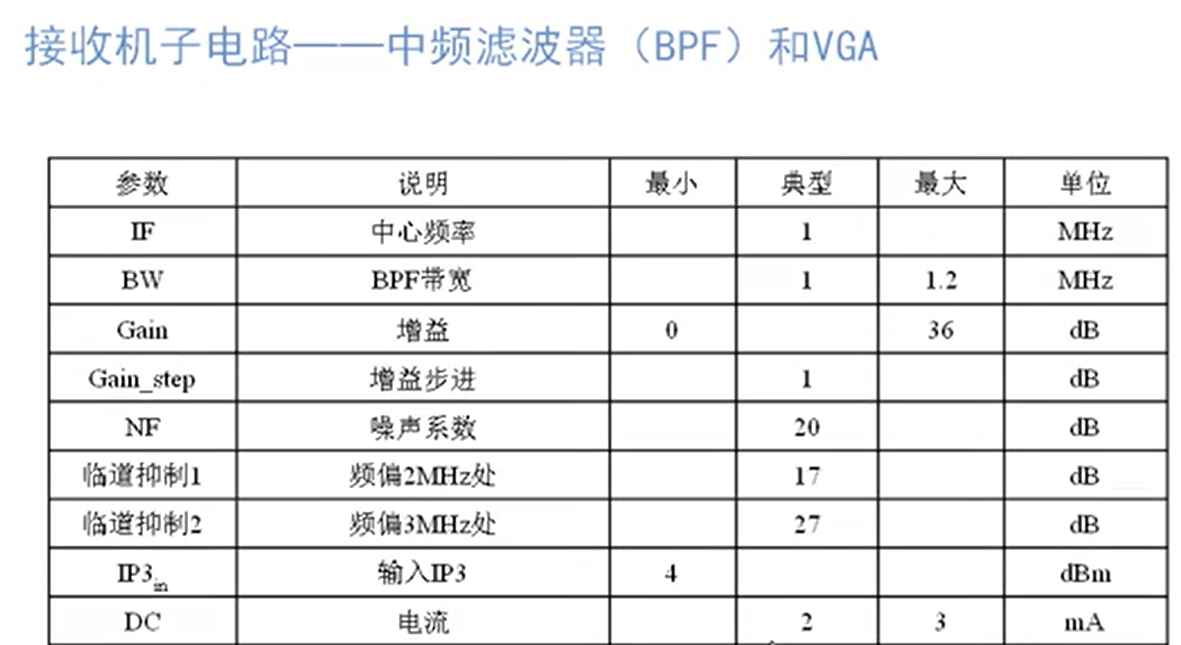 接收机子电路——中频滤波器（BPF）和VGA
参数 说明 最小 典型 最大 单位
IF 中心频率 1 MHz
BW BPF带宽 1 1.2 MHz
Gain 增益 0 36 dB
Gain_step 增益步进 1 dB
NF 噪声系数 20 dB
临道抑制1 频偏2MHz处 17 dB
临道抑制2 频偏3MHz处 27 dB
IP3in 输入IP3 4 dBm
DC 电流 2 3 mA